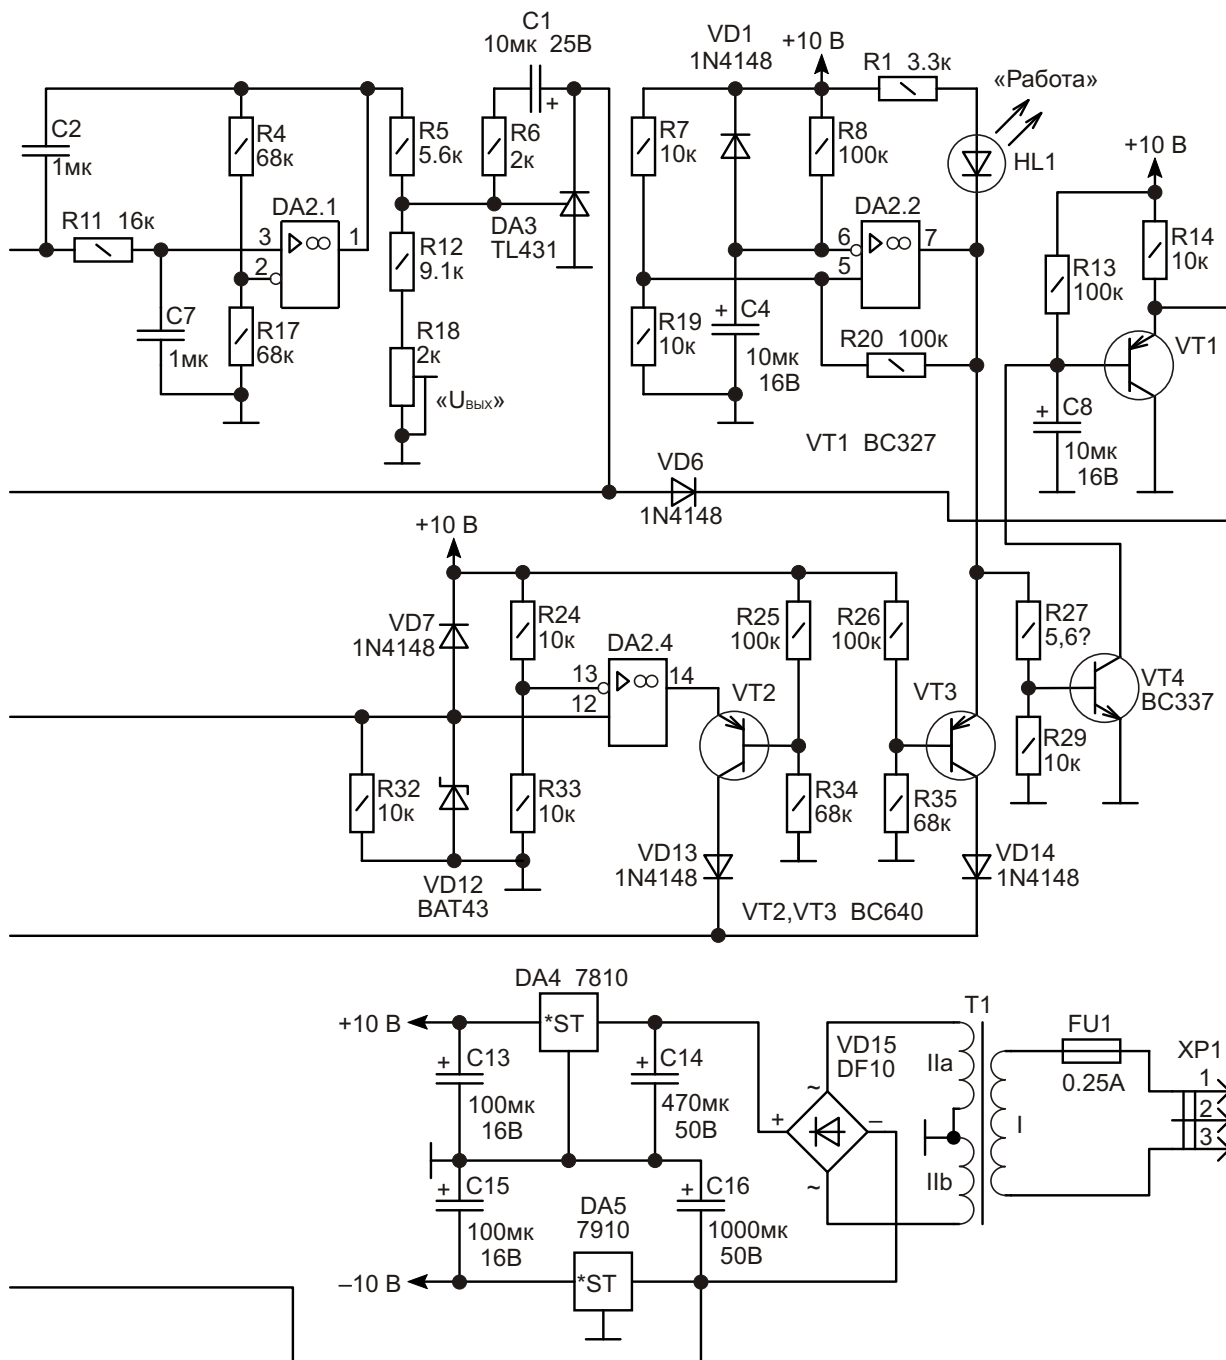 C1
10мк 25В
VD1
1N4148
+10 В
R1 3.3к
«Работа»
C2
1мк
R4
68к
R5
5.6к
R6
2к
R7
10к
R8
100к
HL1
+10 В
R11 16к
DA2.1
3
2
1
R12
9.1к
DA3
TL431
DA2.2
6
5
7
R13
100к
R14
10к
C7
1мк
R17
68к
R18
2к
«Uвых»
R19
10к
C4
10мк
16В
R20 100к
VT1
VT1 BC327
C8
10мк
16В
VD6
1N4148
+10 В
VD7
1N4148
R24
10к
DA2.4
13
12
14
R25
100к
R26
100к
VT2
VT3
R27
5,6?
VT4
BC337
R29
10к
R32
10к
R33
10к
R34
68к
R35
68к
VD12
BAT43
VD13
1N4148
VD14
1N4148
VT2,VT3 BC640
DA4 7810
+10 В
*ST
C13
100мк
16В
C14
470мк
50В
VD15
DF10
~
+
–
~
T1
IIa
IIb
I
FU1
0.25А
XP1
1
2
3
C15
100мк
16В
DA5
7910
C16
1000мк
50В
–10 В
*ST